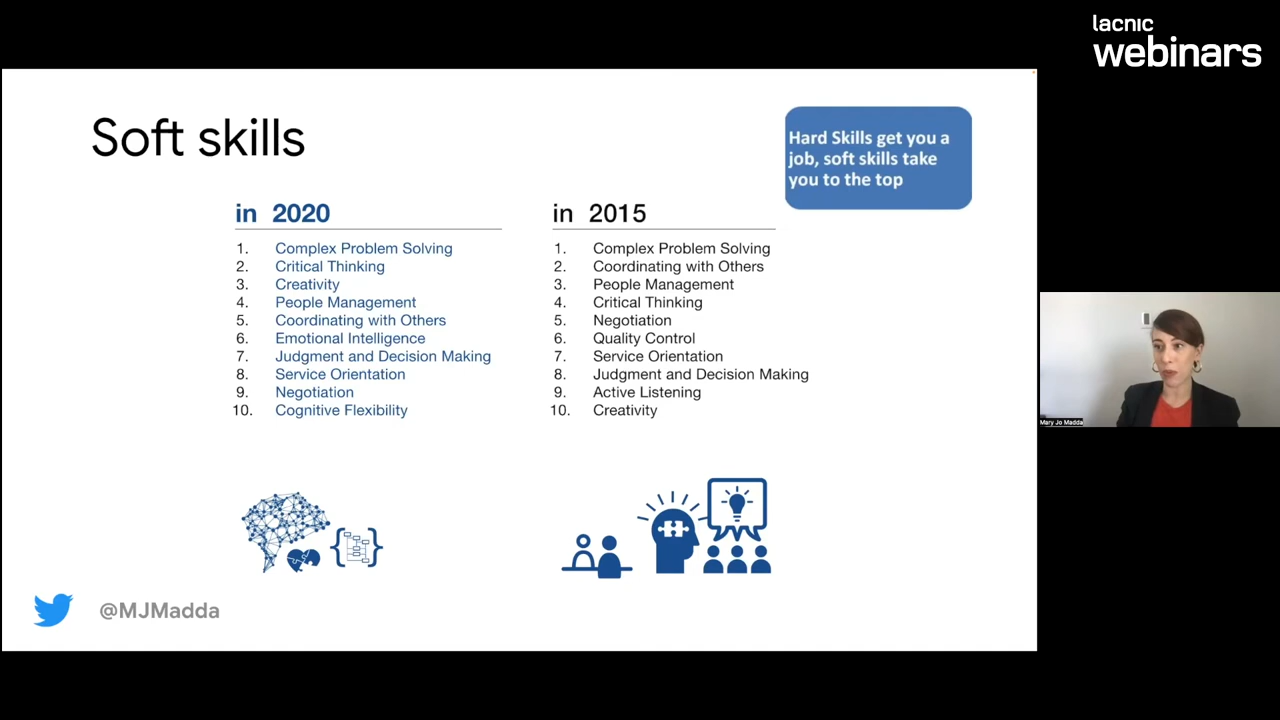 lacnic
webinars
Soft skills
Hard Skills get you a
job, soft skills take
you to the top
in 2020
1. Complex Problem Solving
2. Critical Thinking
3. Creativity
4. People Management
5. Coordinating with Others
6. Emotional Intelligence
7. Judgment and Decision Making
8. Service Orientation
9. Negotiation
10. Cognitive Flexibility
in 2015
1. Complex Problem Solving
2. Coordinating with Others
3. People Management
4. Critical Thinking
5. Negotiation
6. Quality Control
7. Service Orientation
8. Judgment and Decision Making
9. Active Listening
10. Creativity
@MJMadda
Mary Jo Madda